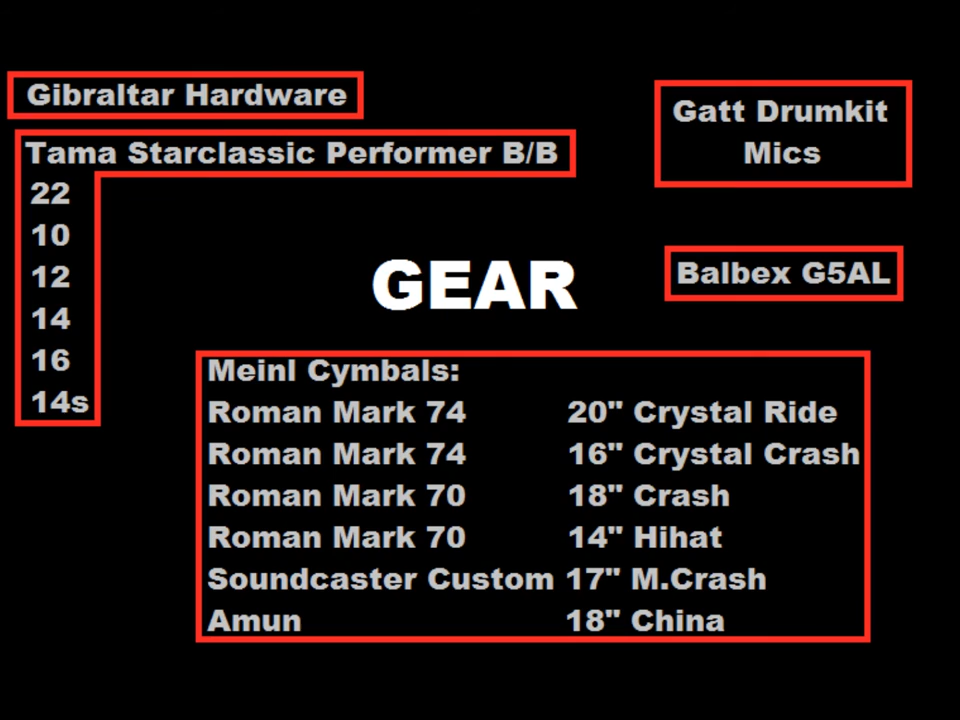 Gibraltar Hardware
Tama Starclassic Performer B/B
22
10
12
14
16
14s
Gatt Drumkit
Mics
GEAR
Balbex G5AL
Meinl Cymbals:
Roman Mark 74 20" Crystal Ride
Roman Mark 74 16" Crystal Crash
Roman Mark 70 18" Crash
Roman Mark 70 14" Hihat
Soundcaster Custom 17" M.Crash
Amun 18" China